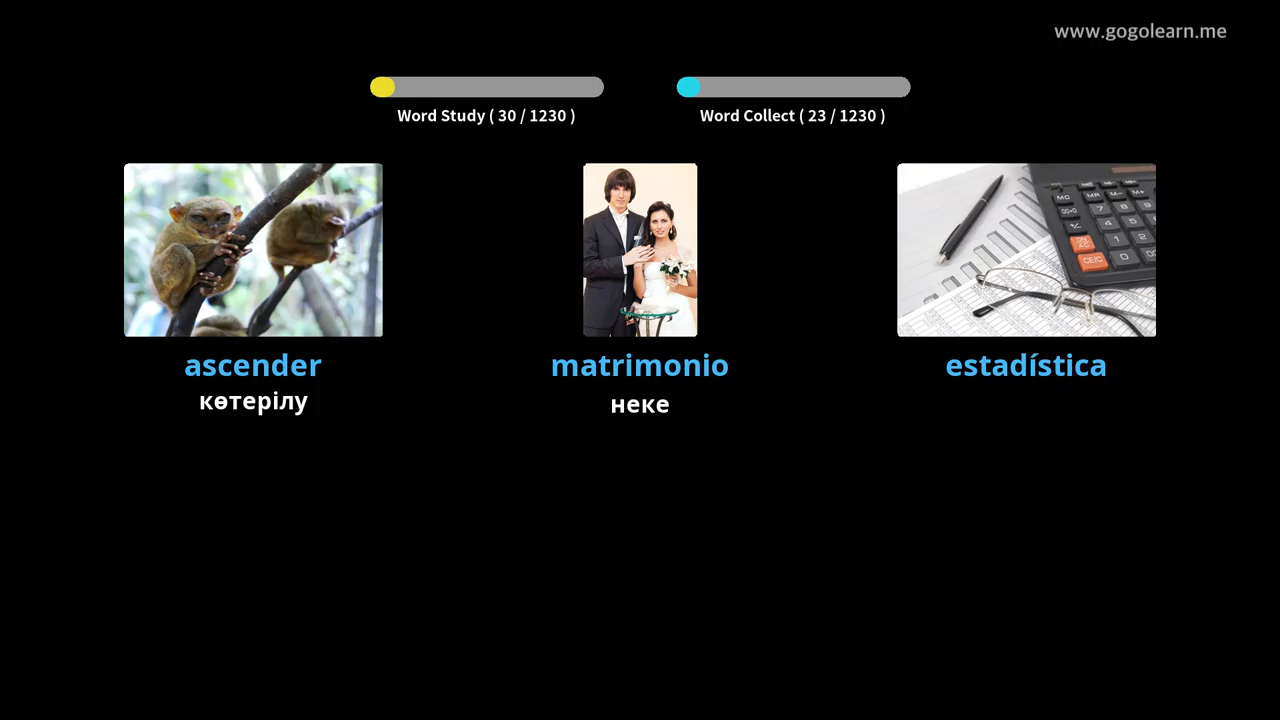 www.gogolearn.me
Word Study ( 30 / 1230 )
Word Collect ( 23 / 1230 )
ascender
matrimonio
estadística
көтерілу
неке